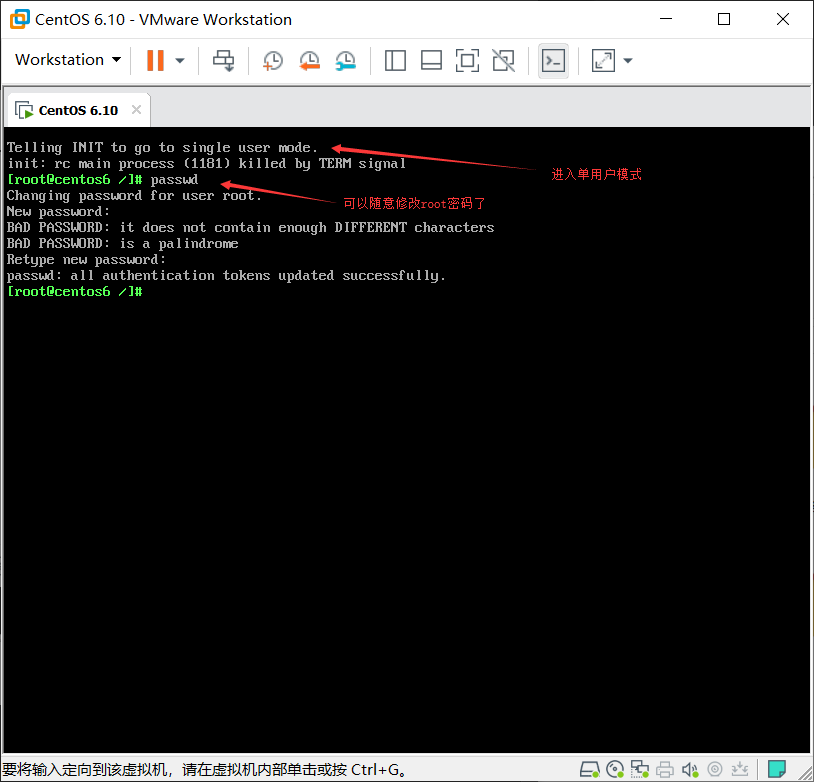 CentOS 6.10 - VMware Workstation
Workstation
CentOS 6.10
Telling INIT to go to single user mode.
init: rc main process (1181) killed by TERM signal
进入单用户模式
[root@centos6 /]# passwd
Changing password for user root.
可以随意修改root密码了
New password:
BAD PASSWORD: it does not contain enough DIFFERENT characters
BAD PASSWORD: is a palindrome
Retype new password:
passwd: all authentication tokens updated successfully.
[root@centos6 /]#
要将输入定向到该虚拟机，请在虚拟机内部单击或按 Ctrl+G。